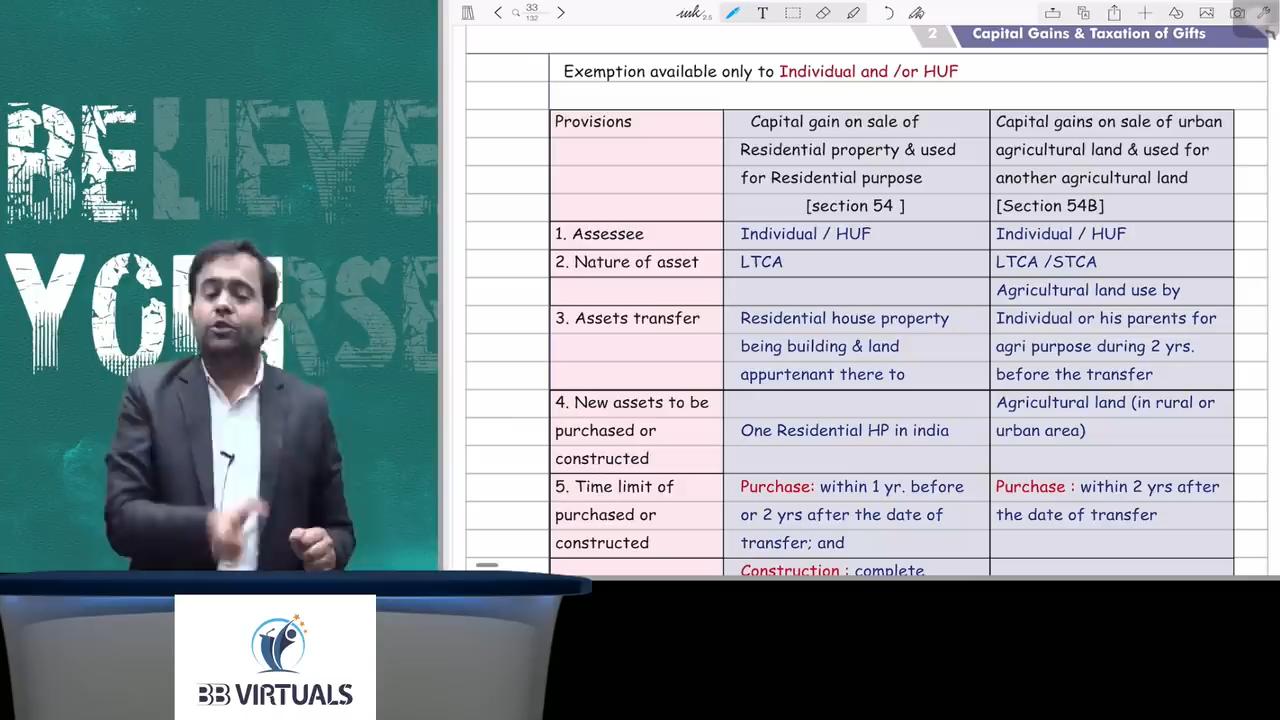 BELIEVE
YOURSE
33
132
ink 2.5
T
2 Capital Gains & Taxation of Gifts
Exemption available only to Individual and /or HUF
Provisions
Capital gain on sale of
Residential property & used
for Residential purpose
[section 54 ]
Capital gains on sale of urban
agricultural land & used for
another agricultural land
[Section 54B]
1. Assessee
Individual / HUF
Individual / HUF
2. Nature of asset
LTCA
LTCA /STCA
Agricultural land use by
3. Assets transfer
Residential house property
being building & land
appurtenant there to
Individual or his parents for
agri purpose during 2 yrs.
before the transfer
4. New assets to be
purchased or
constructed
One Residential HP in india
Agricultural land (in rural or
urban area)
5. Time limit of
purchased or
constructed
Purchase: within 1 yr. before
or 2 yrs after the date of
transfer; and
Construction : complete
Purchase : within 2 yrs after
the date of transfer
BB VIRTUALS